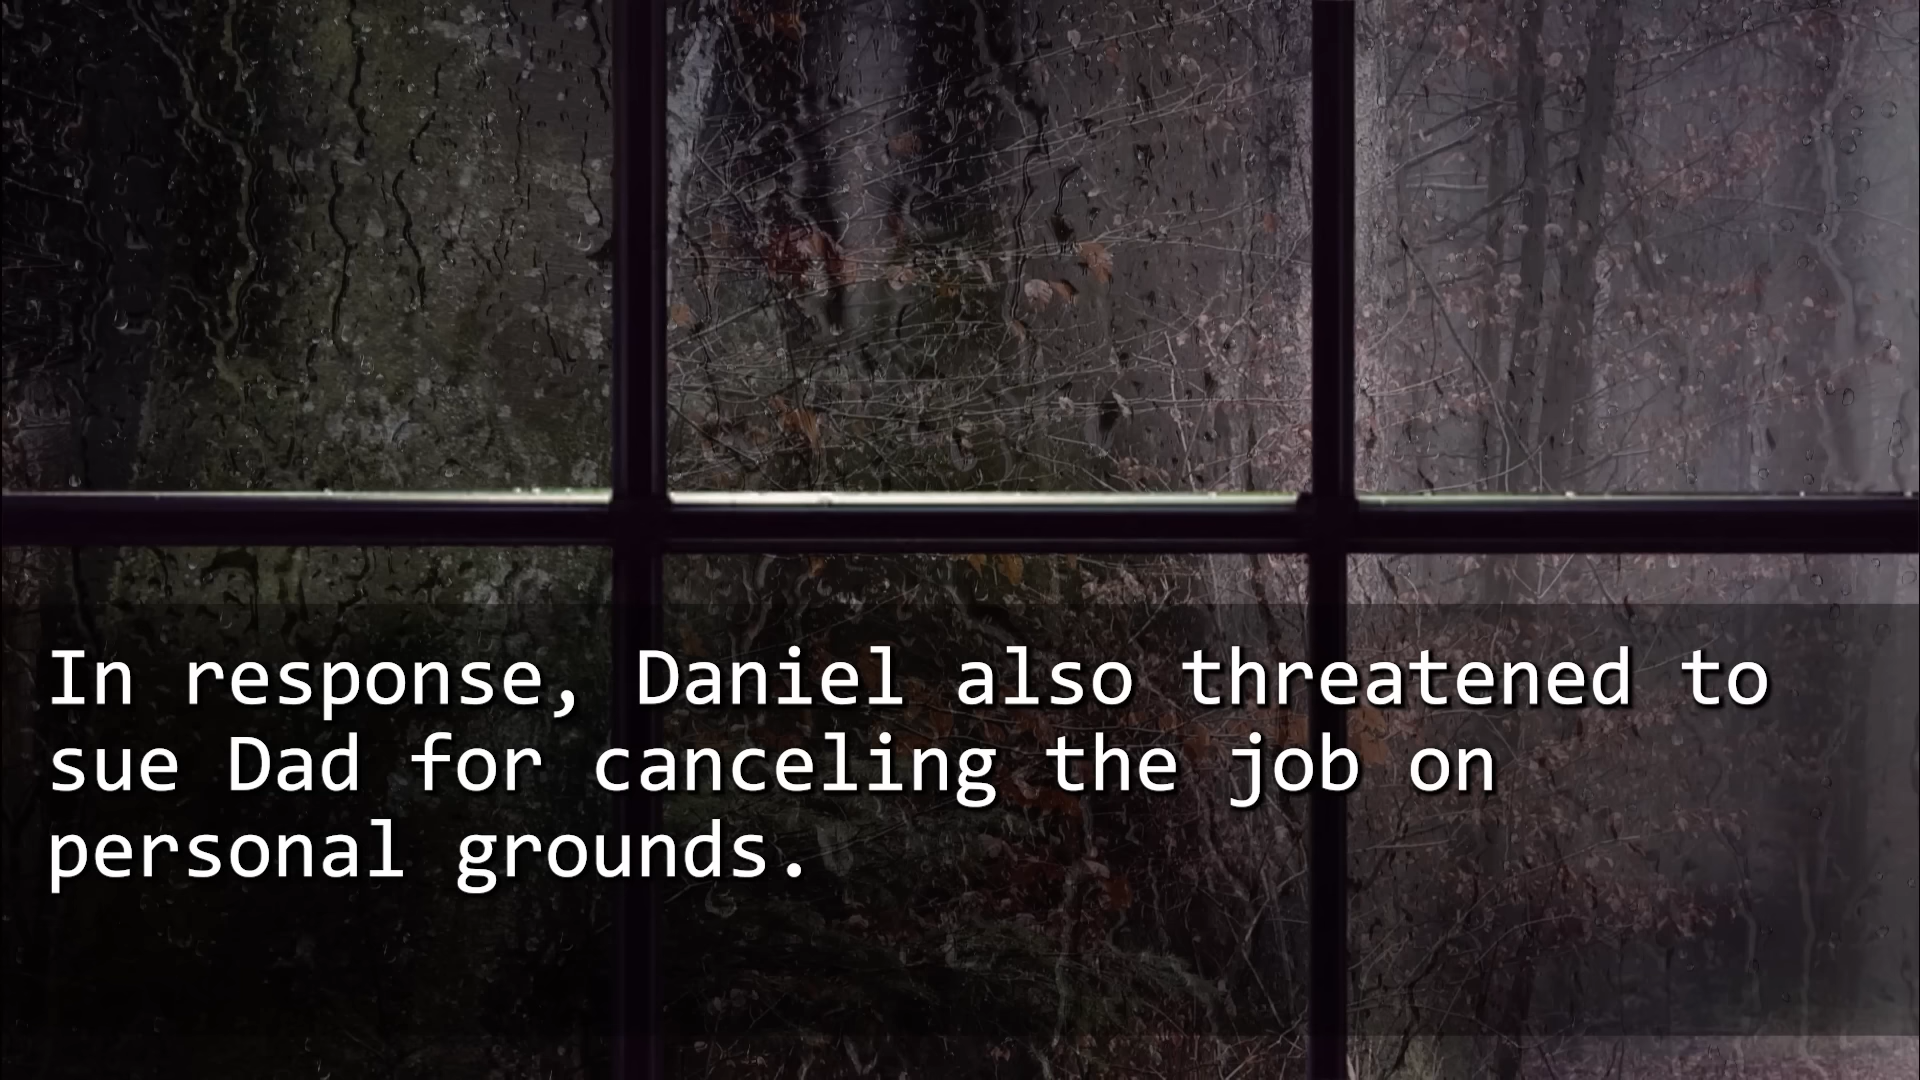 In response, Daniel also threatened to
sue Dad for canceling the job on
personal grounds.